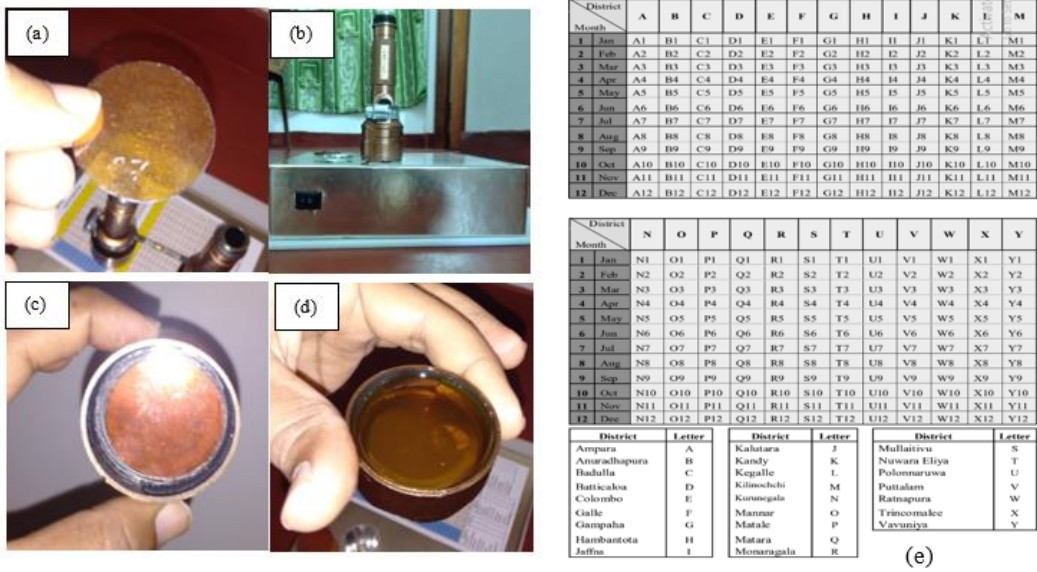 (a)
(b)
(c)
(d)
District A B C D E F G H I J K L M
Month
1 Jan A1 B1 C1 D1 E1 F1 G1 H1 I1 J1 K1 L1 M1
2 Feb A2 B2 C2 D2 E2 F2 G2 H2 I2 J2 K2 L2 M2
3 Mar A3 B3 C3 D3 E3 F3 G3 H3 I3 J3 K3 L3 M3
4 Apr A4 B4 C4 D4 E4 F4 G4 H4 I4 J4 K4 L4 M4
5 May A5 B5 C5 D5 E5 F5 G5 H5 I5 J5 K5 L5 M5
6 Jun A6 B6 C6 D6 E6 F6 G6 H6 I6 J6 K6 L6 M6
7 Jul A7 B7 C7 D7 E7 F7 G7 H7 I7 J7 K7 L7 M7
8 Aug A8 B8 C8 D8 E8 F8 G8 H8 I8 J8 K8 L8 M8
9 Sep A9 B9 C9 D9 E9 F9 G9 H9 I9 J9 K9 L9 M9
10 Oct A10 B10 C10 D10 E10 F10 G10 H10 I10 J10 K10 L10 M10
11 Nov A11 B11 C11 D11 E11 F11 G11 H11 I11 J11 K11 L11 M11
12 Dec A12 B12 C12 D12 E12 F12 G12 H12 I12 J12 K12 L12 M12
District N O P Q R S T U V W X Y
Month
1 Jan N1 O1 P1 Q1 R1 S1 T1 U1 V1 W1 X1 Y1
2 Feb N2 O2 P2 Q2 R2 S2 T2 U2 V2 W2 X2 Y2
3 Mar N3 O3 P3 Q3 R3 S3 T3 U3 V3 W3 X3 Y3
4 Apr N4 O4 P4 Q4 R4 S4 T4 U4 V4 W4 X4 Y4
5 May N5 O5 P5 Q5 R5 S5 T5 U5 V5 W5 X5 Y5
6 Jun N6 O6 P6 Q6 R6 S6 T6 U6 V6 W6 X6 Y6
7 Jul N7 O7 P7 Q7 R7 S7 T7 U7 V7 W7 X7 Y7
8 Aug N8 O8 P8 Q8 R8 S8 T8 U8 V8 W8 X8 Y8
9 Sep N9 O9 P9 Q9 R9 S9 T9 U9 V9 W9 X9 Y9
10 Oct N10 O10 P10 Q10 R10 S10 T10 U10 V10 W10 X10 Y10
11 Nov N11 O11 P11 Q11 R11 S11 T11 U11 V11 W11 X11 Y11
12 Dec N12 O12 P12 Q12 R12 S12 T12 U12 V12 W12 X12 Y12
District Letter
Ampara A
Anuradhapura B
Badulla C
Batticaloa D
Colombo E
Galle F
Gampaha G
Hambantota H
Jaffna I
District Letter
Kalutara J
Kandy K
Kegalle L
Kilinochchi M
Kurunegala N
Mannar O
Matale P
Matara Q
Monaragala R
District Letter
Mullaitivu S
Nuwara Eliya T
Polonnaruwa U
Puttalam V
Ratnapura W
Trincomalee X
Vavuniya Y
(e)